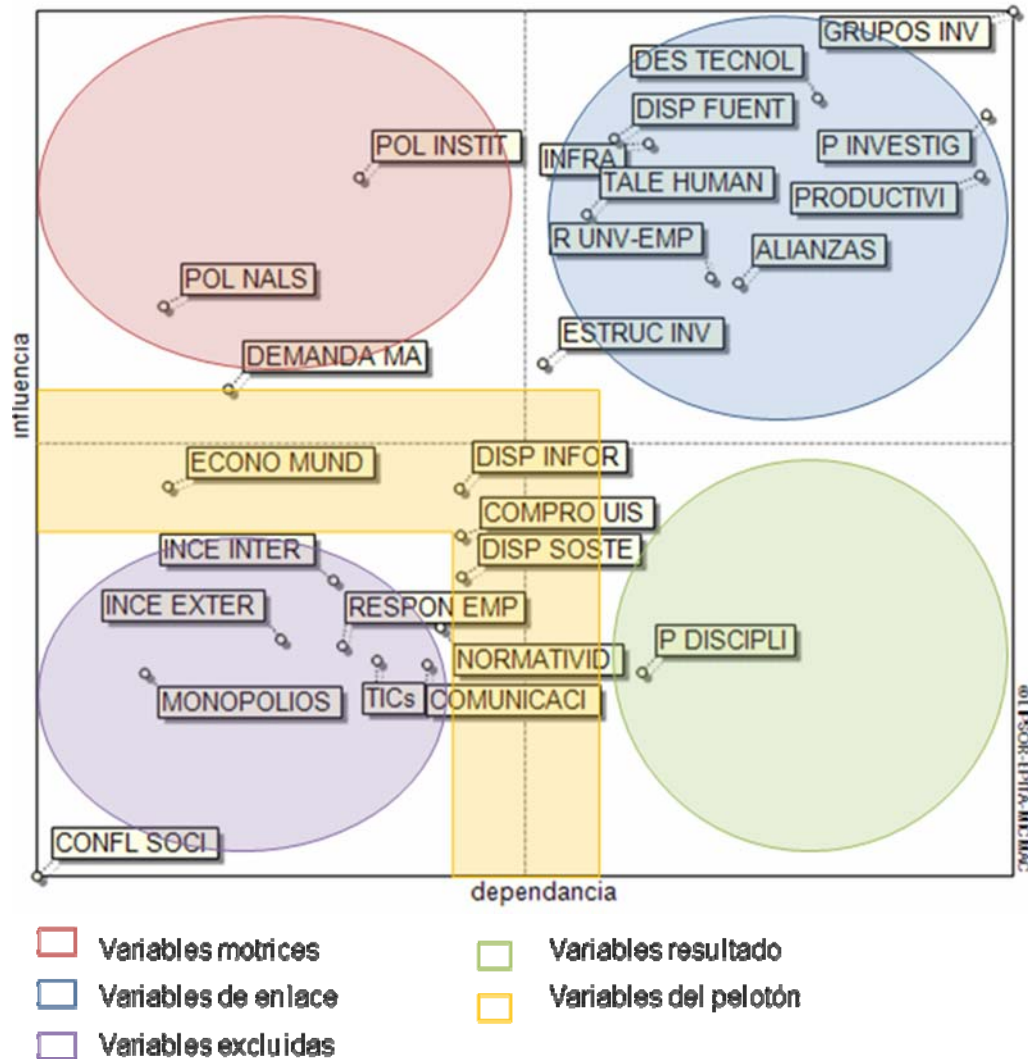 GRUPOS INV
DES TECNOL
DISP FUENT
P INVESTIG
POL INSTIT
INFRA
TALE HUMAN
PRODUCTIVI
R UNV-EMP
ALIANZAS
POL NALS
ESTRUC INV
DEMANDA MA
influencia
ECONO MUND
DISP INFOR
COMPRO UIS
INCE INTER
DISP SOSTE
INCE EXTER
RESPON EMP
P DISCIPLI
NORMATIVID
MONOPOLIOS
TICs
COMUNICACI
CONFL SOCI
dependancia
© LIPSOR-EPITA-MICMAC
Variables motrices
Variables resultado
Variables de enlace
Variables del pelotón
Variables excluidas